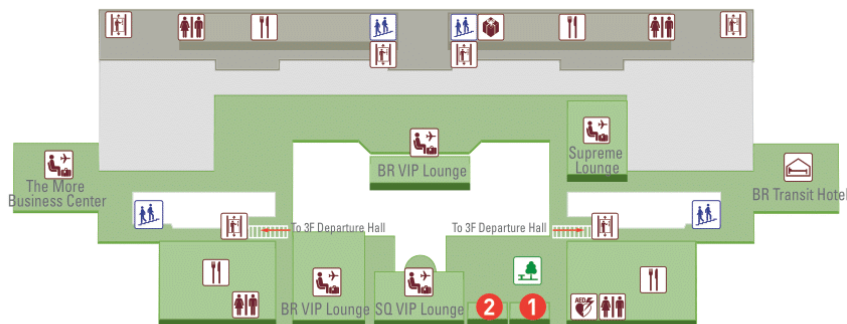 BR VIP Lounge
Supreme
Lounge
The More
Business Center
BR Transit Hotel
To 3F Departure Hall
To 3F Departure Hall
AED
BR VIP Lounge
SQ VIP Lounge
2
1